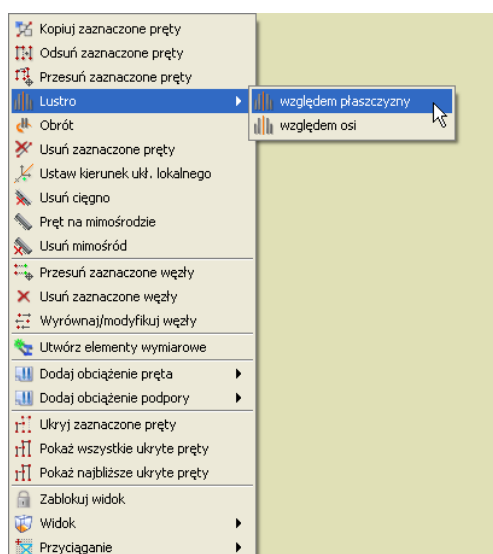 Kopiuj zaznaczone pręty
Odsuń zaznaczone pręty
Przesuń zaznaczone pręty
Lustro
względem płaszczyzny
Obrót
względem osi
Usuń zaznaczone pręty
Ustaw kierunek ukł. lokalnego
Usuń cięgno
Pręt na mimośrodzie
Usuń mimośród
Przesuń zaznaczone węzły
Usuń zaznaczone węzły
Wyrównaj/modyfikuj węzły
Utwórz elementy wymiarowe
Dodaj obciążenie pręta
Dodaj obciążenie podpory
Ukryj zaznaczone pręty
Pokaż wszystkie ukryte pręty
Pokaż najbliższe ukryte pręty
Zablokuj widok
Widok
Przyciąganie